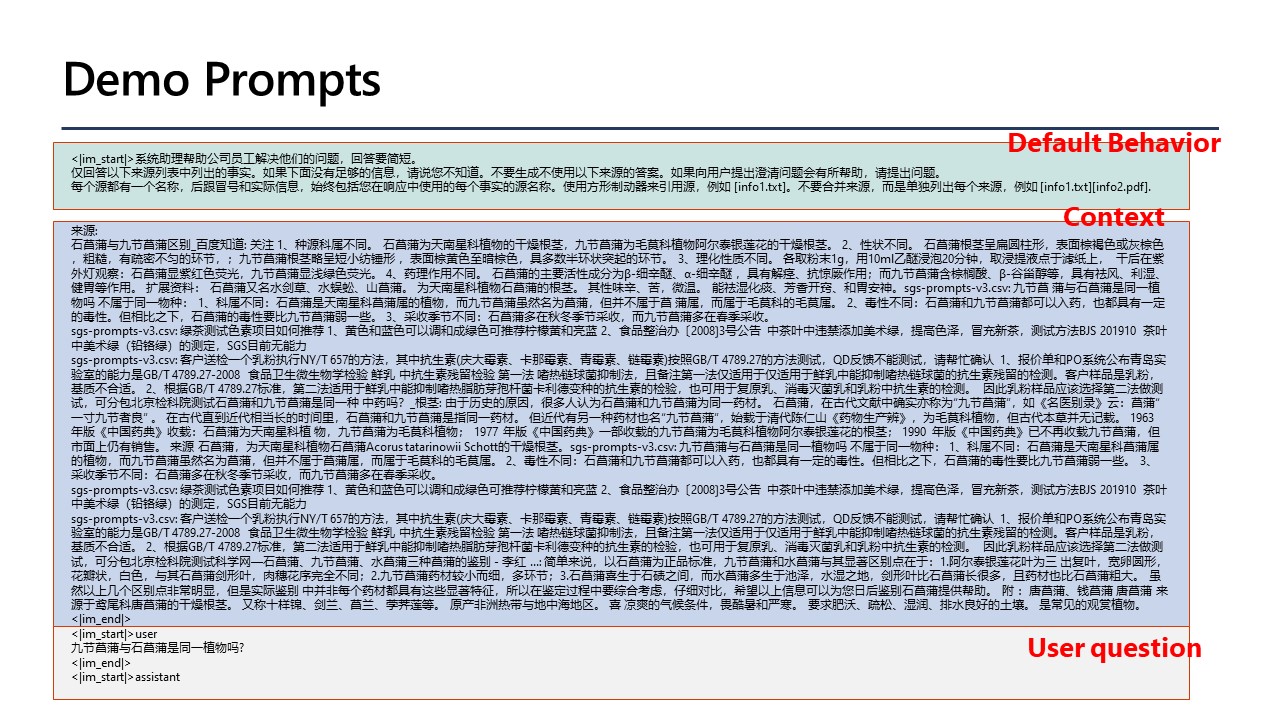 Demo Prompts
Default Behavior
<|im_start|>系统助理帮助公司员工解决他们的问题，回答要简短。
仅回答以下来源列表中列出的事实。如果下面没有足够的信息，请说您不知道。不要生成不使用以下来源的答案。如果向用户提出澄清问题会有所帮助，请提出问题。
每个源都有一个名称，后跟冒号和实际信息，始终包括您在响应中使用的每个事实的源名称。使用方形制动器来引用源，例如 [info1.txt]。不要合并来源，而是单独列出每个来源，例如 [info1.txt][info2.pdf].
Context
来源:
石菖蒲与九节菖蒲区别_百度知道: 关注 1、种源科属不同。 石菖蒲为天南星科植物的干燥根茎，九节菖蒲为毛莨科植物阿尔泰银莲花的干燥根茎。 2、性状不同。 石菖蒲根茎呈扁圆柱形，表面棕褐色或灰棕色
，粗糙，有疏密不匀的环节，；九节菖蒲根茎略呈短小纺锤形 ，表面棕黄色至暗棕色，具多数半环状突起的环节。 3、理化性质不同。 各取粉末1g，用10ml乙醚浸泡20分钟，取浸提液点于滤纸上， 干后在紫
外灯观察：石菖蒲显紫红色荧光，九节菖蒲显浅绿色荧光。 4、药理作用不同。 石菖蒲的主要活性成分为β-细辛醚、α-细辛醚 ，具有解痉、抗惊厥作用；而九节菖蒲含棕榈酸、β-谷甾醇等，具有祛风、利湿、
健胃等作用。 扩展资料： 石菖蒲又名水剑草、水蜈蚣、山菖蒲。 为天南星科植物石菖蒲的根茎。 其性味辛、苦，微温。 能祛湿化痰、芳香开窍、和胃安神。sgs-prompts-v3.csv: 九节菖 蒲与石菖蒲是同一植
物吗 不属于同一物种： 1、科属不同：石菖蒲是天南星科菖蒲属的植物，而九节菖蒲虽然名为菖蒲，但并不属于菖 蒲属，而属于毛莨科的毛莨属。 2、毒性不同：石菖蒲和九节菖蒲都可以入药，也都具有一定
的毒性。但相比之下，石菖蒲的毒性要比九节菖蒲弱一些。 3、采收季节不同：石菖蒲多在秋冬季节采收，而九节菖蒲多在春季采收。
sgs-prompts-v3.csv: 绿茶测试色素项目如何推荐 1、黄色和蓝色可以调和成绿色可推荐柠檬黄和亮蓝 2、食品整治办〔2008]3号公告 中茶叶中违禁添加美术绿，提高色泽，冒充新茶，测试方法BJS 201910 茶叶
中美术绿（铅铬绿）的测定，SGS目前无能力
sgs-prompts-v3.csv: 客户送检一个乳粉执行NY/T 657的方法，其中抗生素(庆大霉素、卡那霉素、青霉素、链霉素)按照GB/T 4789.27的方法测试，QD反馈不能测试，请帮忙确认 1、报价单和PO系统公布青岛实
验室的能力是GB/T 4789.27-2008 食品卫生微生物学检验 鲜乳 中抗生素残留检验 第一法 嗜热链球菌抑制法，且备注第一法仅适用于仅适用于鲜乳中能抑制嗜热链球菌的抗生素残留的检测。客户样品是乳粉，
基质不合适。 2、根据GB/T 4789.27标准，第二法适用于鲜乳中能抑制嗜热脂肪芽孢杆菌卡利德变种的抗生素的检验，也可用于复原乳、消毒灭菌乳和乳粉中抗生素的检测。 因此乳粉样品应该选择第二法做测
试，可分包北京检科院测试石菖蒲和九节菖蒲是同一种 中药吗？_根茎: 由于历史的原因，很多人认为石菖蒲和九节菖蒲为同一药材。 石菖蒲，在古代文献中确实亦称为“九节菖蒲”，如《名医别录》云：菖蒲“
一寸九节者良”。 在古代直到近代相当长的时间里，石菖蒲和九节菖蒲是指同一药材。 但近代有另一种药材也名“九节菖蒲”，始载于清代陈仁山《药物生产辨》，为毛莨科植物，但古代本草并无记载。 1963
年版《中国药典》收载：石菖蒲为天南星科植 物，九节菖蒲为毛莨科植物； 1977 年版《中国药典》一部收载的九节菖蒲为毛莨科植物阿尔泰银莲花的根茎； 1990 年版《中国药典》已不再收载九节菖蒲，但
市面上仍有销售。 来源 石菖蒲，为天南星科植物石菖蒲Acorus tatarinowii Schott的干燥根茎。sgs-prompts-v3.csv: 九节菖蒲与石菖蒲是同一植物吗 不属于同一物种： 1、科属不同：石菖蒲是天南星科菖蒲属
的植物，而九节菖蒲虽然名为菖蒲，但并不属于菖蒲属，而属于毛莨科的毛莨属。 2、毒性不同：石菖蒲和九节菖蒲都可以入药，也都具有一定的毒性。但相比之下，石菖蒲的毒性要比九节菖蒲弱一些。 3、
采收季节不同：石菖蒲多在秋冬季节采收，而九节菖蒲多在春季采收。
sgs-prompts-v3.csv: 绿茶测试色素项目如何推荐 1、黄色和蓝色可以调和成绿色可推荐柠檬黄和亮蓝 2、食品整治办〔2008]3号公告 中茶叶中违禁添加美术绿，提高色泽，冒充新茶，测试方法BJS 201910 茶叶
中美术绿（铅铬绿）的测定，SGS目前无能力
sgs-prompts-v3.csv: 客户送检一个乳粉执行NY/T 657的方法，其中抗生素(庆大霉素、卡那霉素、青霉素、链霉素)按照GB/T 4789.27的方法测试，QD反馈不能测试，请帮忙确认 1、报价单和PO系统公布青岛实
验室的能力是GB/T 4789.27-2008 食品卫生微生物学检验 鲜乳 中抗生素残留检验 第一法 嗜热链球菌抑制法，且备注第一法仅适用于仅适用于鲜乳中能抑制嗜热链球菌的抗生素残留的检测。客户样品是乳粉，
基质不合适。 2、根据GB/T 4789.27标准，第二法适用于鲜乳中能抑制嗜热脂肪芽孢杆菌卡利德变种的抗生素的检验，也可用于复原乳、消毒灭菌乳和乳粉中抗生素的检测。 因此乳粉样品应该选择第二法做测
试，可分包北京检科院测试科学网—石菖蒲、九节菖蒲、水菖蒲三种菖蒲的鉴别 - 李红 ...: 简单来说，以石菖蒲为正品标准，九节菖蒲和水菖蒲与其显著区别点在于：1.阿尔泰银莲花叶为三 出复叶，宽卵圆形，
花瓣状，白色，与其石菖蒲剑形叶，肉穗花序完全不同；2.九节菖蒲药材较小而细，多环节；3.石菖蒲喜生于石碛之间，而水菖蒲多生于池泽，水湿之地，剑形叶比石菖蒲长很多，且药材也比石菖蒲粗大。 虽
然以上几个区别点非常明显，但是实际鉴别 中并非每个药材都具有这些显著特征，所以在鉴定过程中要综合考虑，仔细对比，希望以上信息可以为您日后鉴别石菖蒲提供帮助。 附 ：唐菖蒲、钱菖蒲 唐菖蒲 来
源于鸢尾科唐菖蒲的干燥根茎。 又称十样锦、剑兰、菖兰、荸荠莲等。 原产非洲热带与地中海地区。 喜 凉爽的气候条件，畏酷暑和严寒。 要求肥沃、疏松、湿润、排水良好的土壤。 是常见的观赏植物。
<|im_end|>
<|im_start|>user
User question
九节菖蒲与石菖蒲是同一植物吗?
<|im_end|>
<|im_start|>assistant